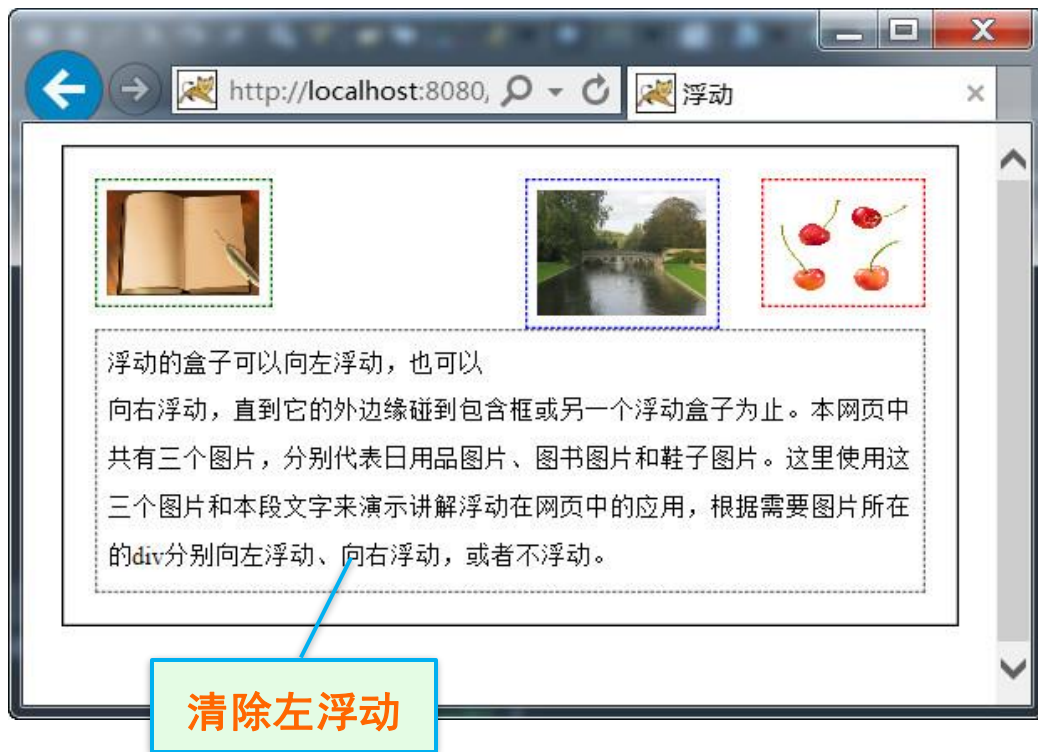 http://localhost:8080,
浮动
浮动的盒子可以向左浮动，也可以
向右浮动，直到它的外边缘碰到包含框或另一个浮动盒子为止。本网页中
共有三个图片，分别代表日用品图片、图书图片和鞋子图片。这里使用这
三个图片和本段文字来演示讲解浮动在网页中的应用，根据需要图片所在
的div分别向左浮动、向右浮动，或者不浮动。
清除左浮动